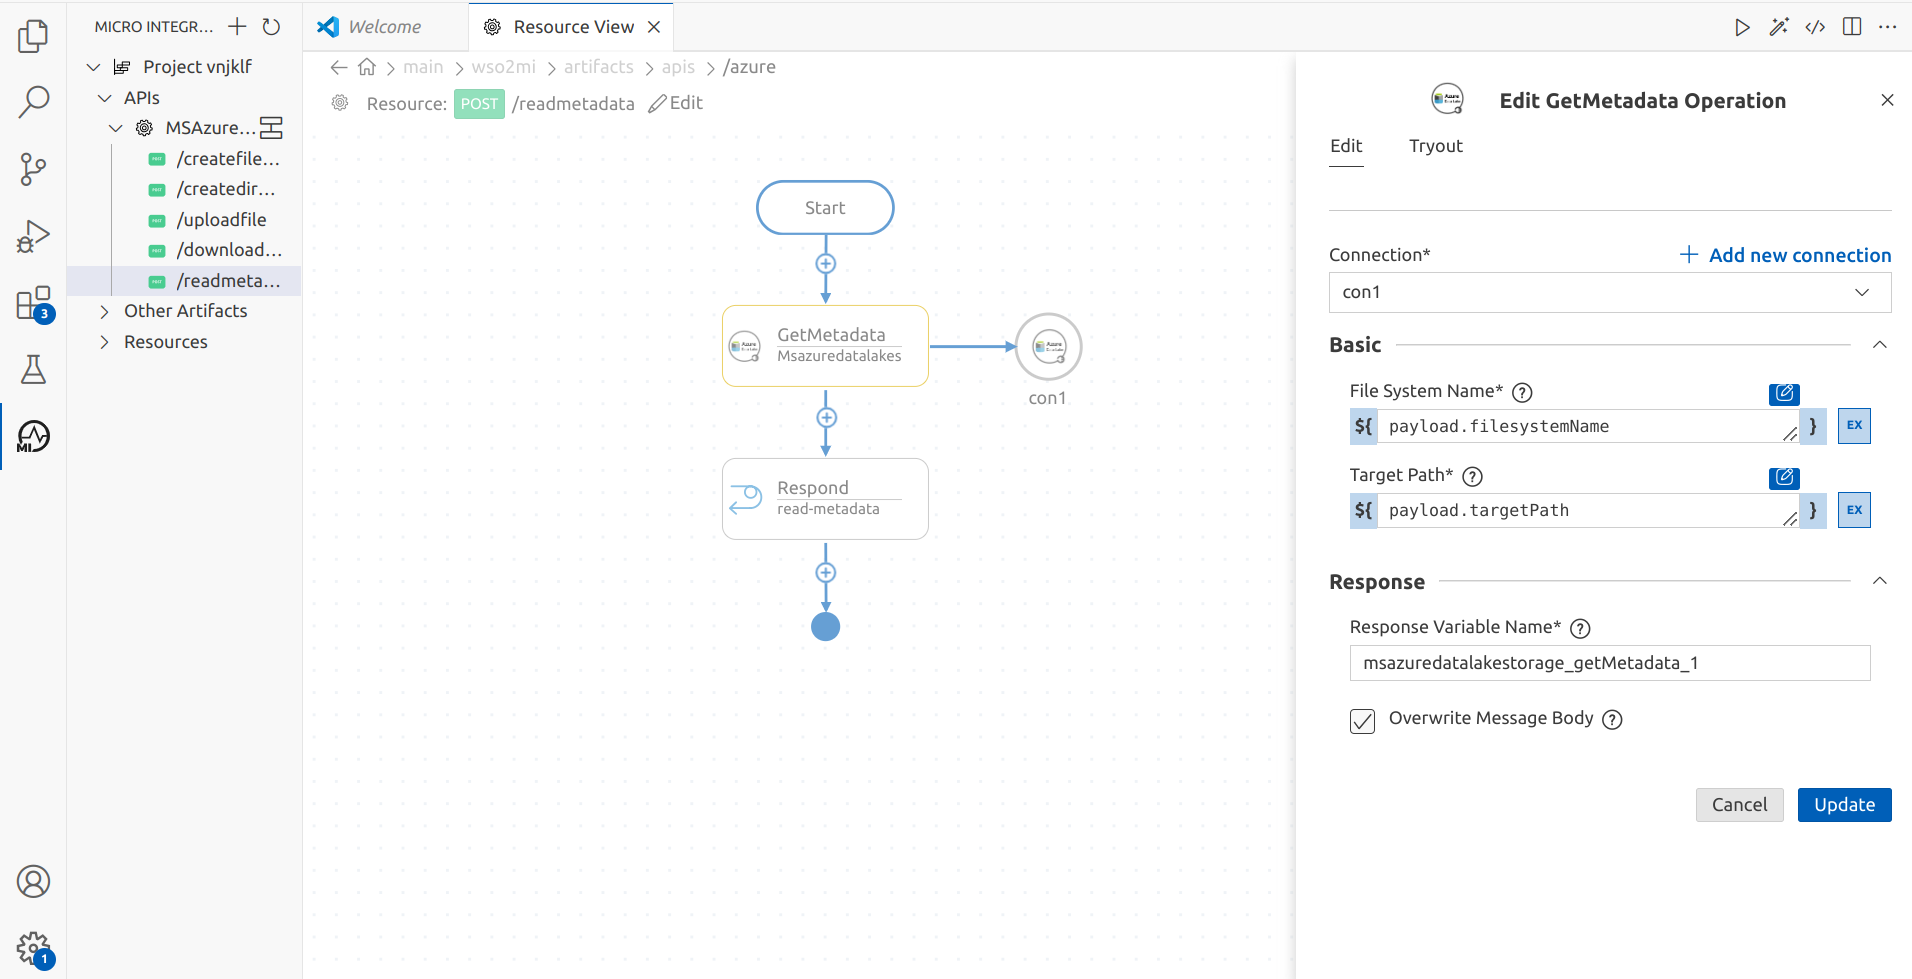 MICRO INTEGR...
Project vnjklf
APIs
MSAzure...
/createfile...
/createdir...
/uploadfile
/download...
/readmeta...
Other Artifacts
Resources
3
MI
1
Welcome
Resource View
main > wso2mi > artifacts > apis > /azure
Resource: POST /readmetadata Edit
Start
GetMetadata
Msazuredatalakes
con1
Respond
read-metadata
Edit GetMetadata Operation
Edit Tryout
Connection* Add new connection
con1
Basic
File System Name*
${ payload.filesystemName } EX
Target Path*
${ payload.targetPath } EX
Response
Response Variable Name*
msazuredatalakestorage_getMetadata_1
Overwrite Message Body
Cancel Update